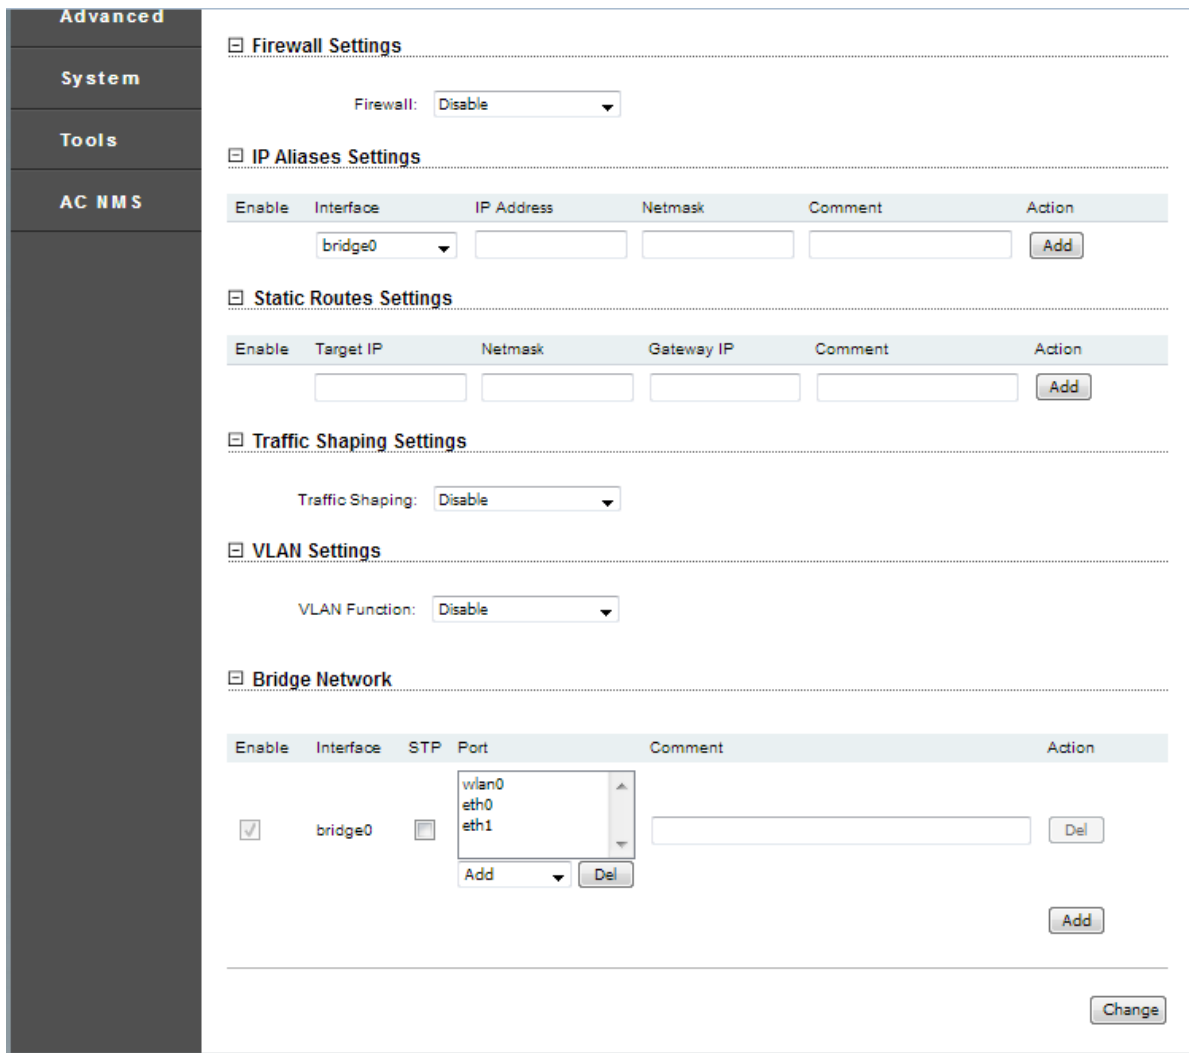 Advanced
System
Tools
AC NMS
Firewall Settings
Firewall: Disable
IP Aliases Settings
Enable Interface IP Address Netmask Comment Action
bridge0 Add
Static Routes Settings
Enable Target IP Netmask Gateway IP Comment Action
Add
Traffic Shaping Settings
Traffic Shaping: Disable
VLAN Settings
VLAN Function: Disable
Bridge Network
Enable Interface STP Port Comment Action
wlan0
eth0
bridge0 eth1 Del
Add Del
Add
Change